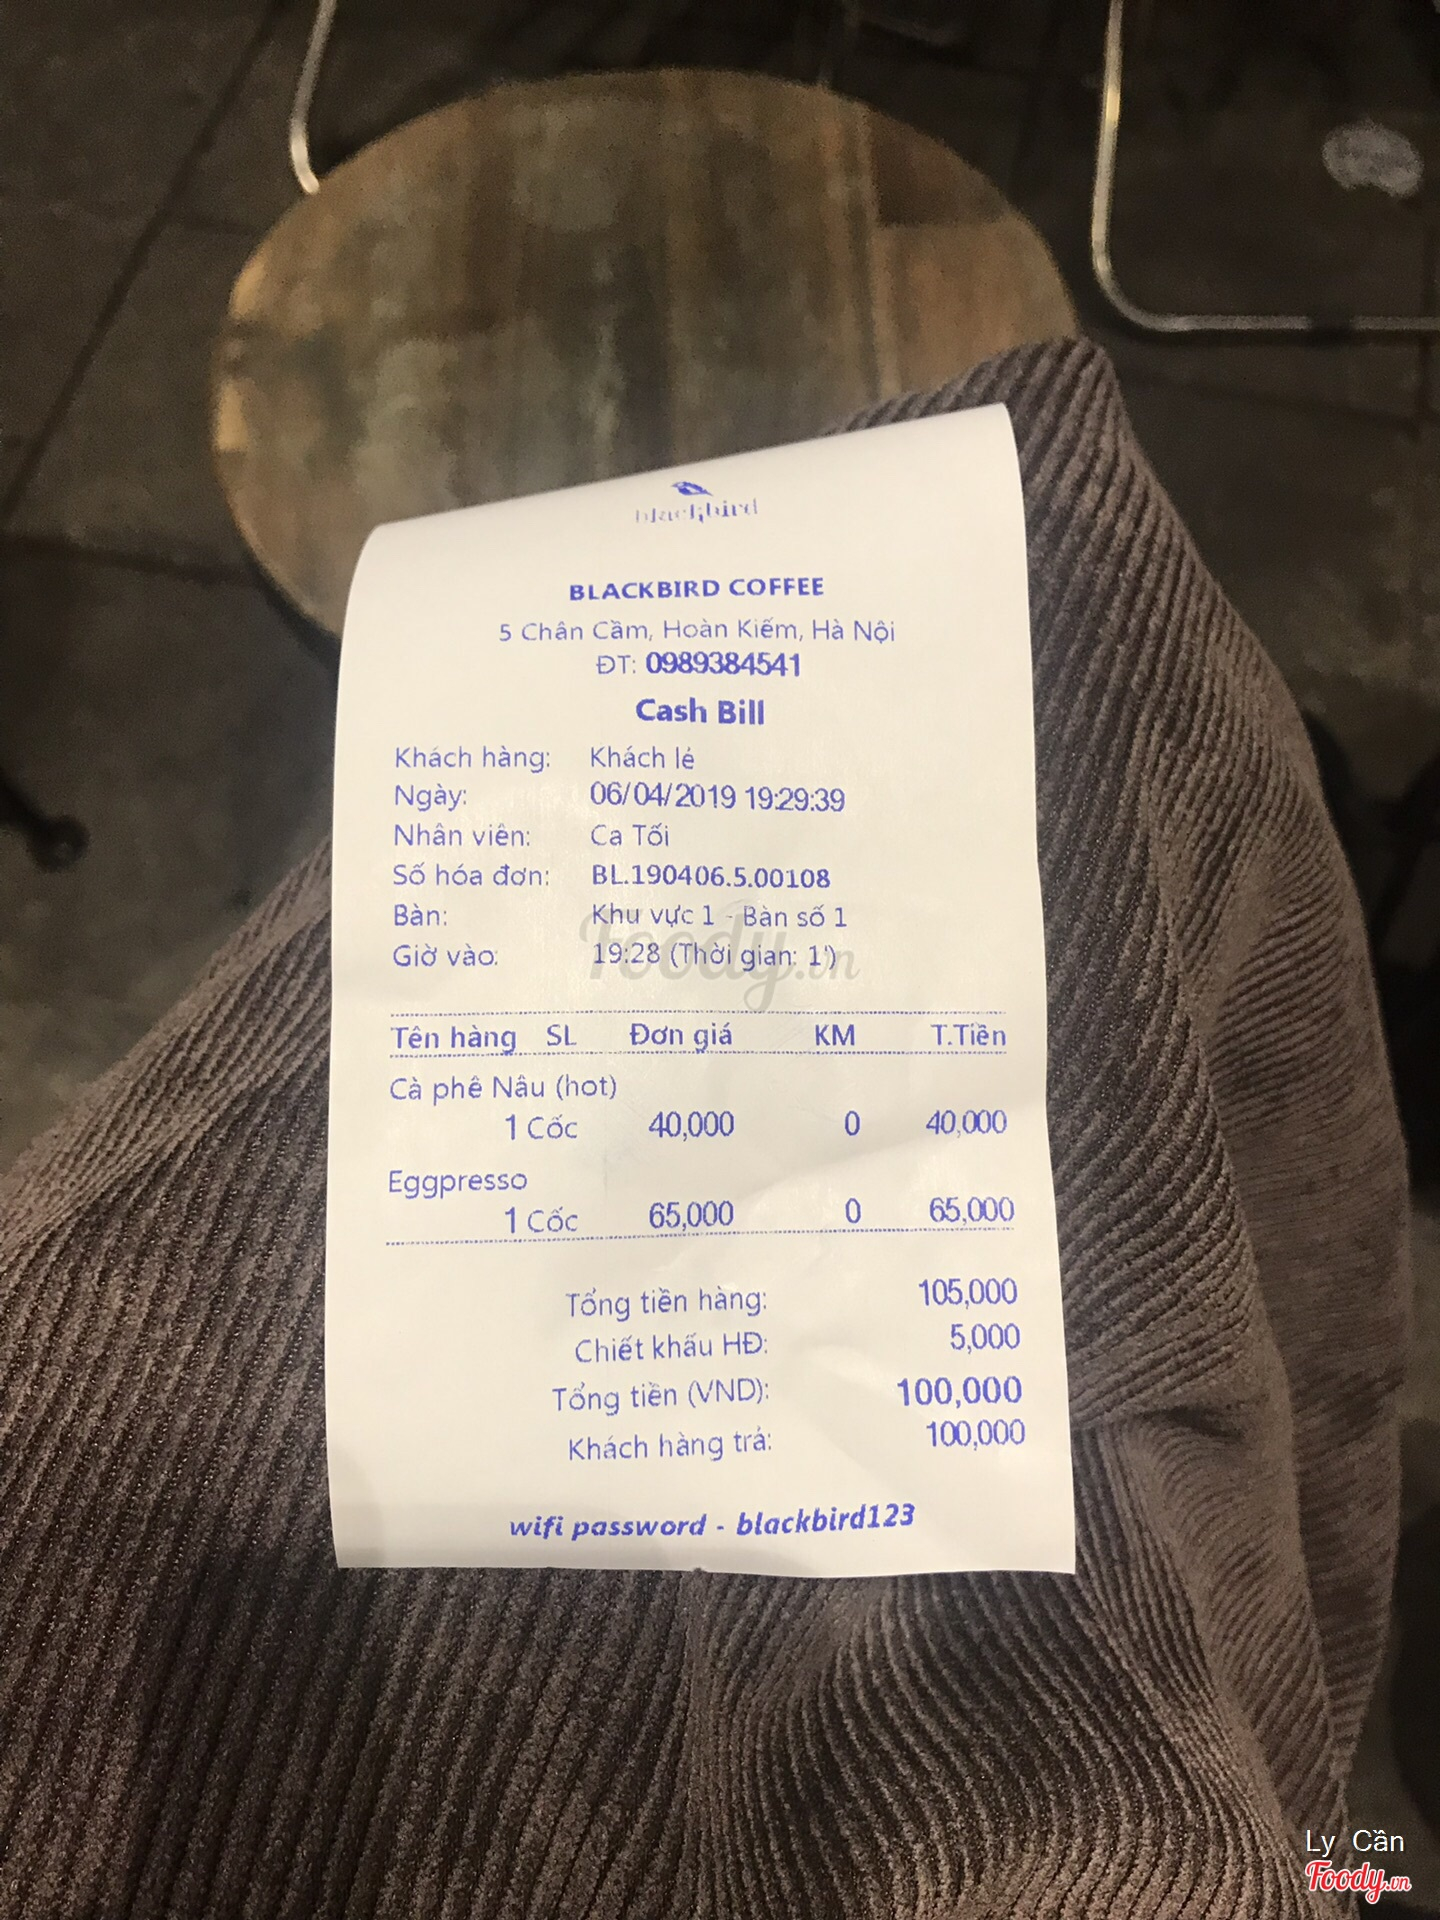 blackbird
BLACKBIRD COFFEE
5 Chân Cầm, Hoàn Kiếm, Hà Nội
ĐT: 0989384541
Cash Bill
Khách hàng: Khách lẻ
Ngày: 06/04/2019 19:29:39
Nhân viên: Ca Tối
Số hóa đơn: BL.190406.5.00108
Bàn: Khu vực 1 - Bàn số 1
Giờ vào: 19:28 (Thời gian: 1')
Foody.vn
Tên hàng SL Đơn giá KM T.Tiền
Cà phê Nâu (hot)
1 Cốc 40,000 0 40,000
Eggpresso
1 Cốc 65,000 0 65,000
Tổng tiền hàng: 105,000
Chiết khấu HĐ: 5,000
Tổng tiền (VND): 100,000
Khách hàng trả: 100,000
wifi password - blackbird123
Ly Cần
Foody.vn